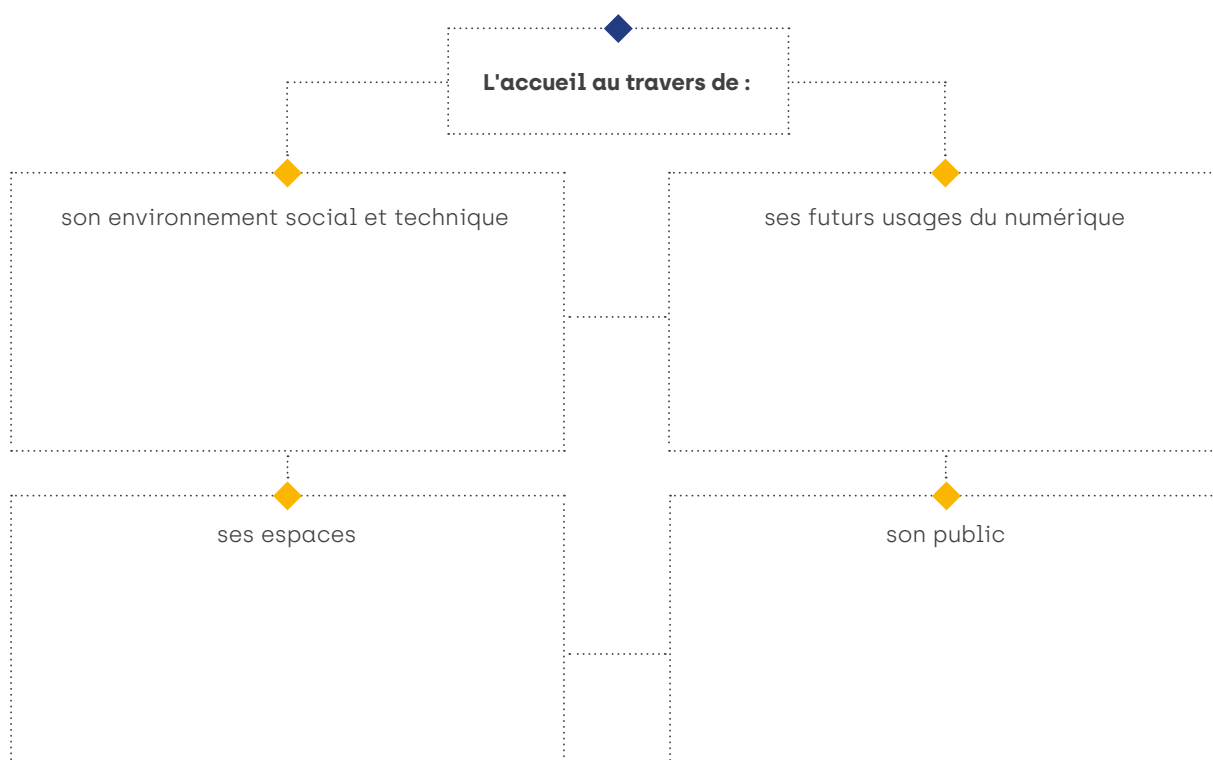 L'accueil au travers de :
son environnement social et technique
ses futurs usages du numérique
ses espaces
son public